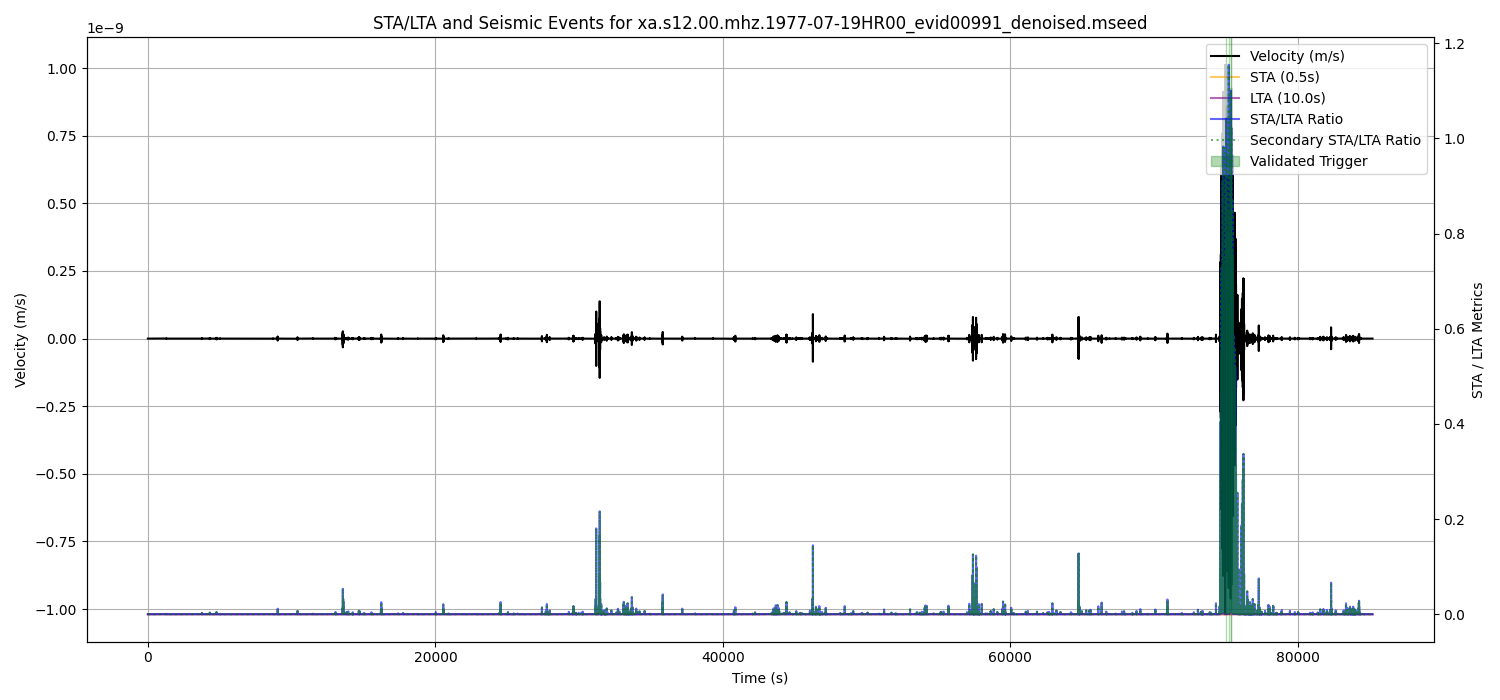 STA/LTA and Seismic Events for xa.s12.00.mhz.1977-07-19HR00_evid00991_denoised.mseed
1e−9
Velocity (m/s)
STA (0.5s)
LTA (10.0s)
STA/LTA Ratio
Secondary STA/LTA Ratio
Validated Trigger
1.00
0.75
0.50
0.25
0.00
−0.25
−0.50
−0.75
−1.00
Velocity (m/s)
1.2
1.0
0.8
0.6
0.4
0.2
0.0
STA / LTA Metrics
0 20000 40000 60000 80000
Time (s)